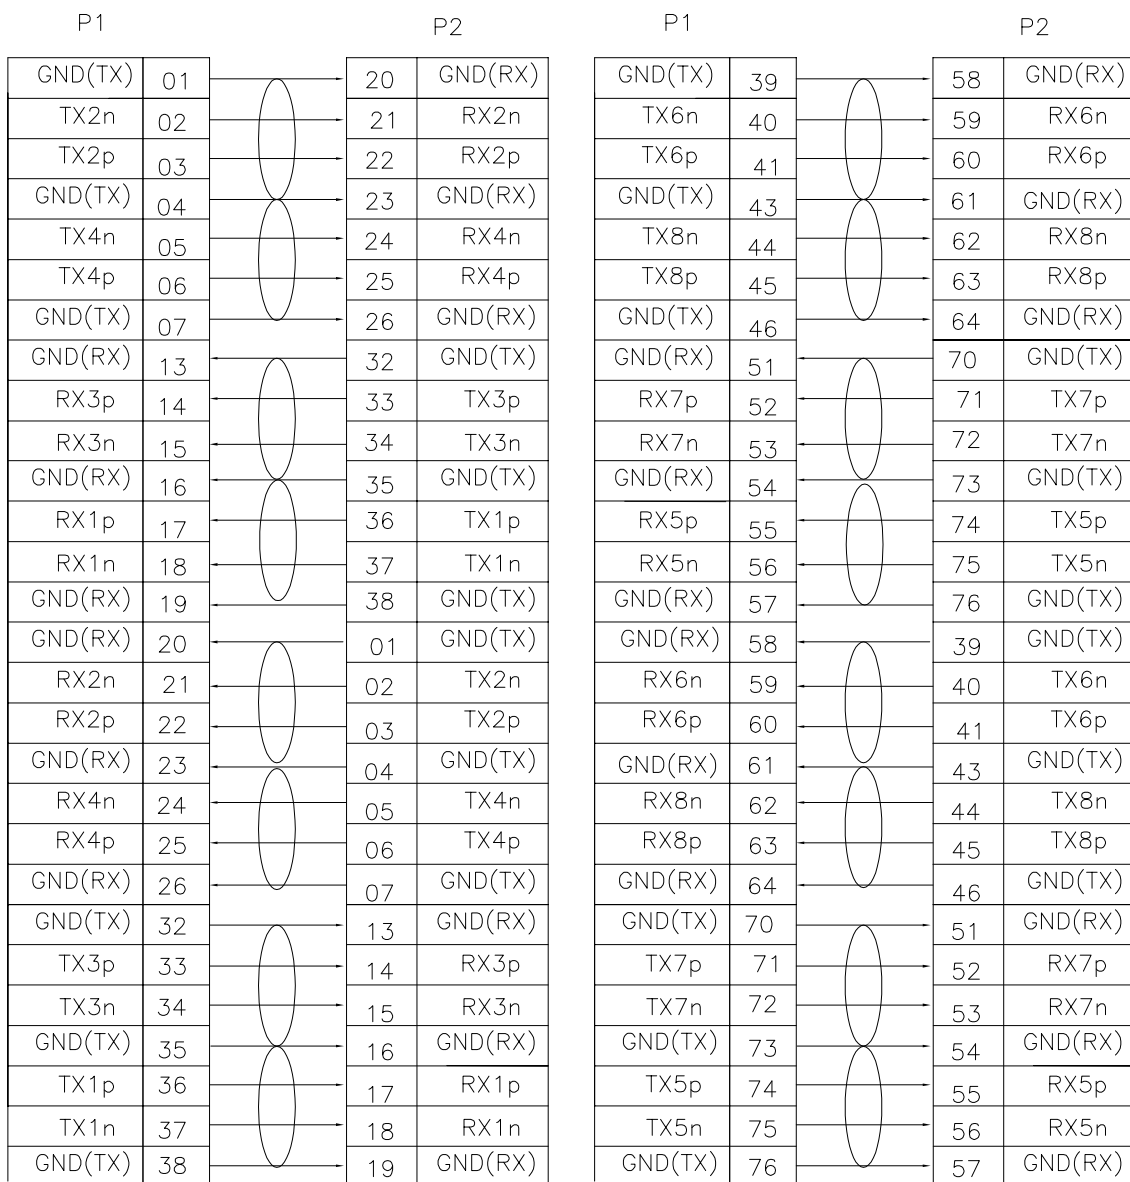 P1 P2 P1 P2
GND(TX) 01 20 GND(RX) GND(TX) 39 58 GND(RX)
TX2n 02 21 RX2n TX6n 40 59 RX6n
TX2p 03 22 RX2p TX6p 41 60 RX6p
GND(TX) 04 23 GND(RX) GND(TX) 43 61 GND(RX)
TX4n 05 24 RX4n TX8n 44 62 RX8n
TX4p 06 25 RX4p TX8p 45 63 RX8p
GND(TX) 07 26 GND(RX) GND(TX) 46 64 GND(RX)
GND(RX) 13 32 GND(TX) GND(RX) 51 70 GND(TX)
RX3p 14 33 TX3p RX7p 52 71 TX7p
RX3n 15 34 TX3n RX7n 53 72 TX7n
GND(RX) 16 35 GND(TX) GND(RX) 54 73 GND(TX)
RX1p 17 36 TX1p RX5p 55 74 TX5p
RX1n 18 37 TX1n RX5n 56 75 TX5n
GND(RX) 19 38 GND(TX) GND(RX) 57 76 GND(TX)
GND(RX) 20 01 GND(TX) GND(RX) 58 39 GND(TX)
RX2n 21 02 TX2n RX6n 59 40 TX6n
RX2p 22 03 TX2p RX6p 60 41 TX6p
GND(RX) 23 04 GND(TX) GND(RX) 61 43 GND(TX)
RX4n 24 05 TX4n RX8n 62 44 TX8n
RX4p 25 06 TX4p RX8p 63 45 TX8p
GND(RX) 26 07 GND(TX) GND(RX) 64 46 GND(TX)
GND(TX) 32 13 GND(RX) GND(TX) 70 51 GND(RX)
TX3p 33 14 RX3p TX7p 71 52 RX7p
TX3n 34 15 RX3n TX7n 72 53 RX7n
GND(TX) 35 16 GND(RX) GND(TX) 73 54 GND(RX)
TX1p 36 17 RX1p TX5p 74 55 RX5p
TX1n 37 18 RX1n TX5n 75 56 RX5n
GND(TX) 38 19 GND(RX) GND(TX) 76 57 GND(RX)